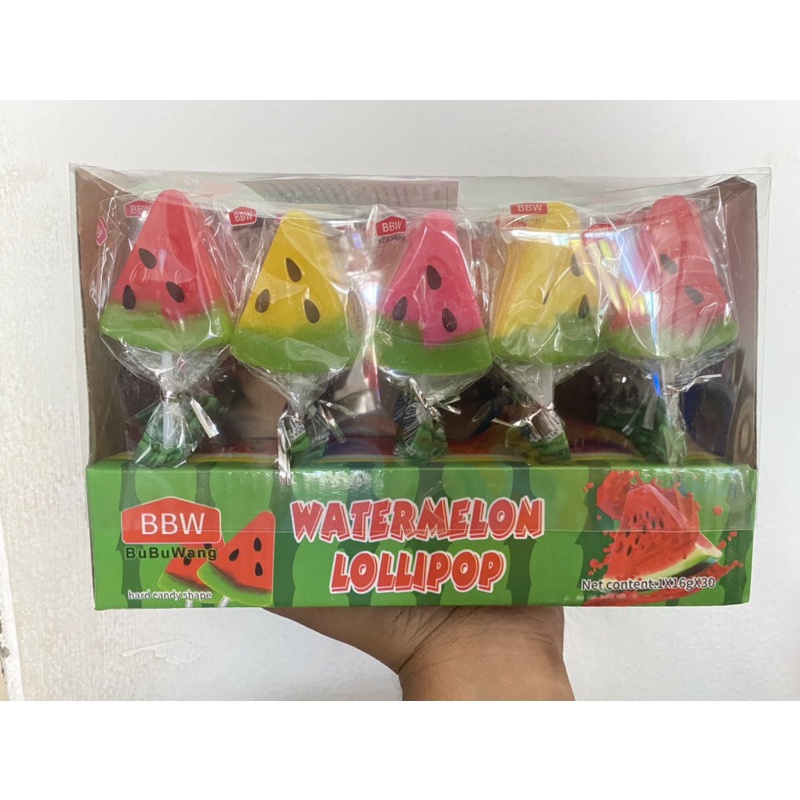 BBW
BBW
BBW
BBW
BBW
BuBuWang
hard candy shape
WATERMELON
LOLLIPOP
Net content:1X16gX30